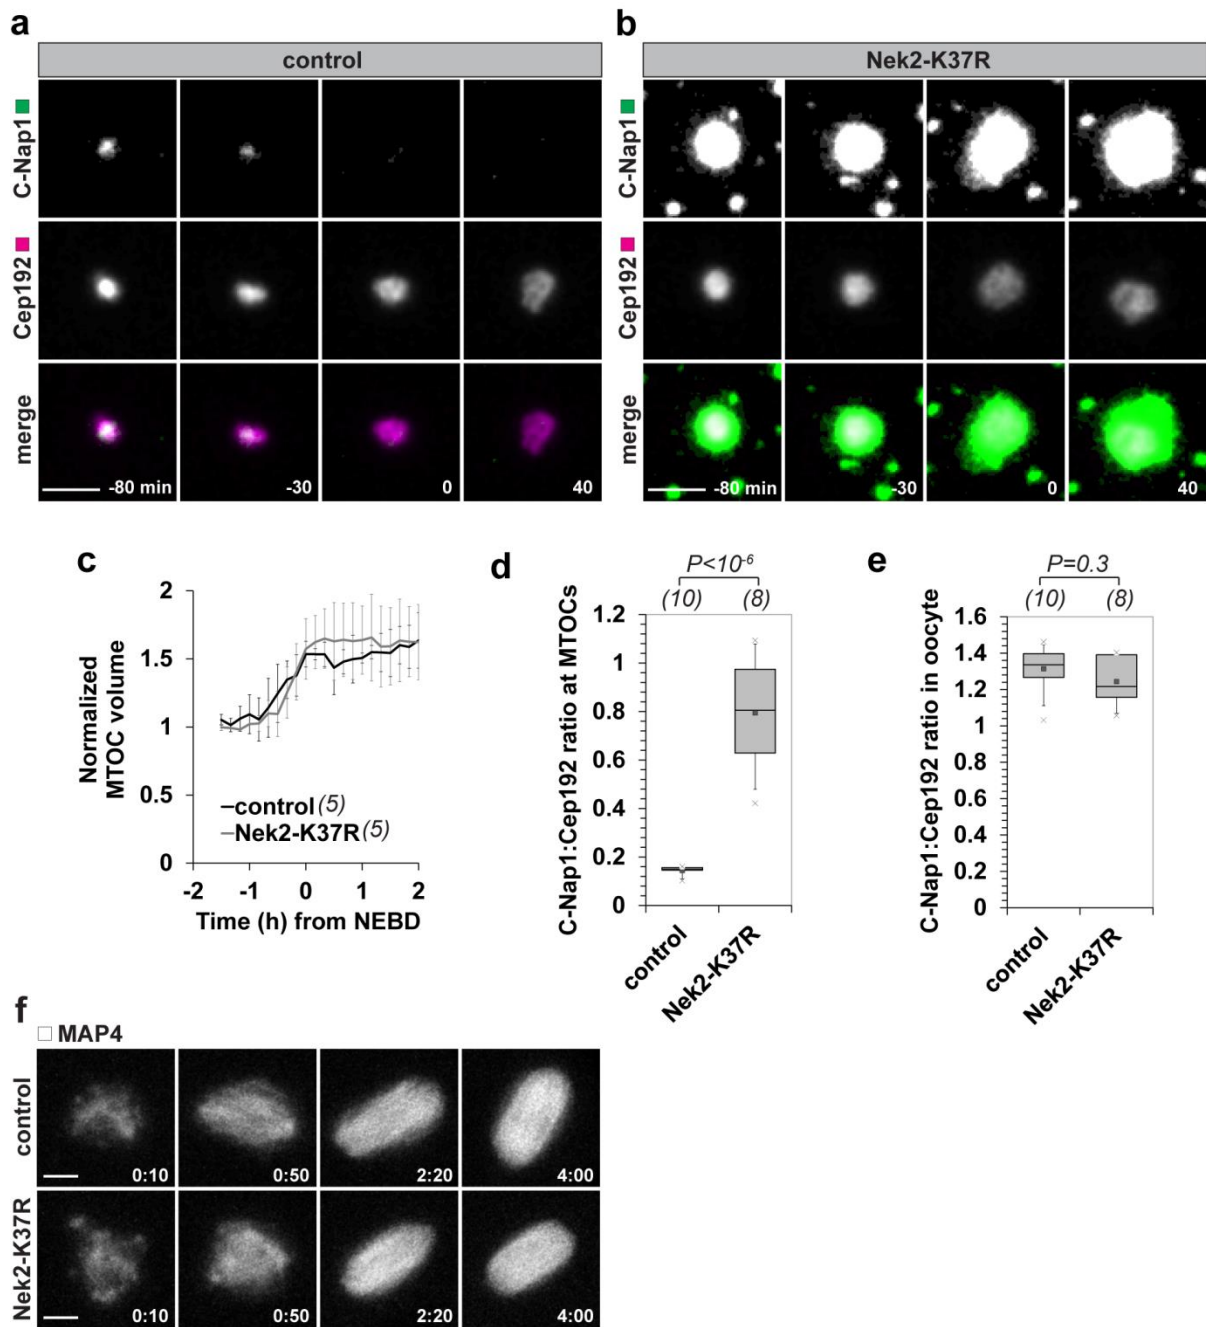 a
control
C-Nap1
Cep192
merge
-80 min
-30
0
40
b
Nek2-K37R
C-Nap1
Cep192
merge
-80 min
-30
0
40
c
Normalized
MTOC volume
2
1.5
1
0.5
0
control (5)
Nek2-K37R (5)
-2
-1
0
1
2
Time (h) from NEBD
d
P<10⁻⁶
(10)
(8)
C-Nap1:Cep192 ratio at MTOCs
1.2
1
0.8
0.6
0.4
0.2
0
control
Nek2-K37R
e
P=0.3
(10)
(8)
C-Nap1:Cep192 ratio in oocyte
1.6
1.4
1.2
1
0.8
0.6
0.4
0.2
0
control
Nek2-K37R
f
MAP4
control
0:10
0:50
2:20
4:00
Nek2-K37R
0:10
0:50
2:20
4:00